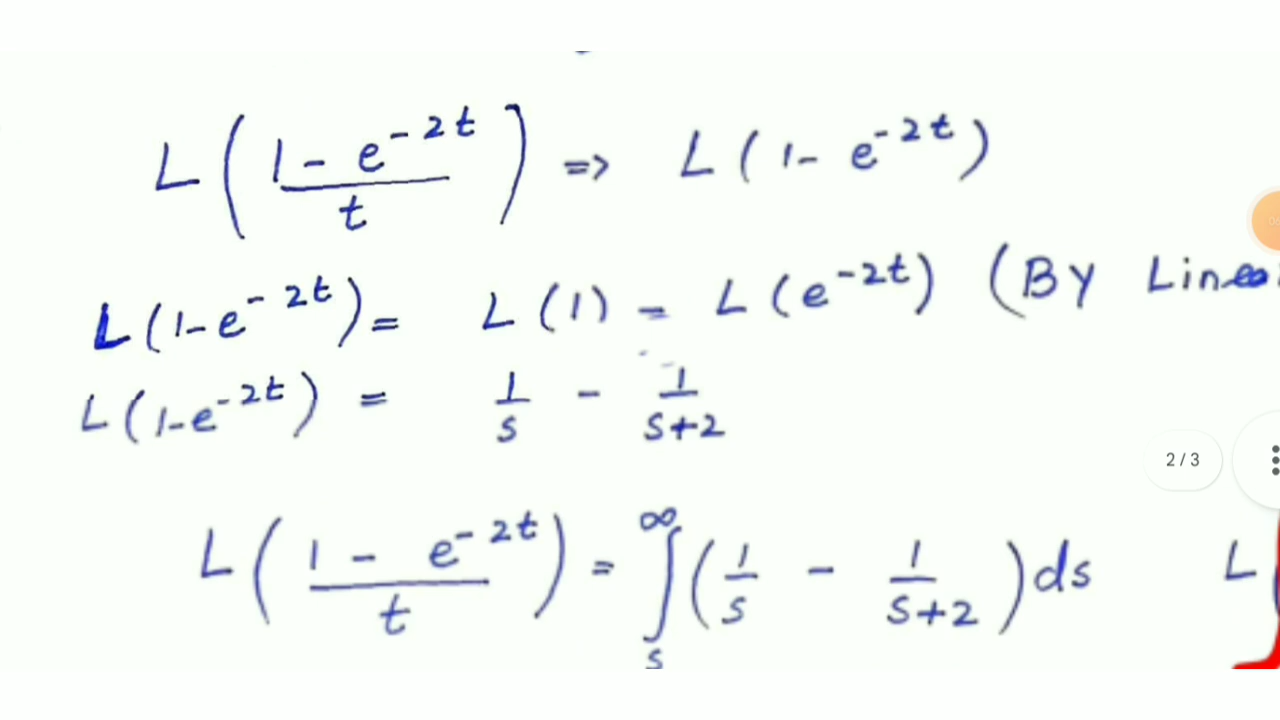 L((1 - e^{-2t})/t) => L(1 - e^{-2t})
L(1-e^{-2t}) = L(1) - L(e^{-2t}) (By
L(1-e^{-2t}) = 1/s - 1/(s+2)
2 / 3
L((1 - e^{-2t})/t) = ∫_s^∞ (1/s - 1/(s+2)) ds L